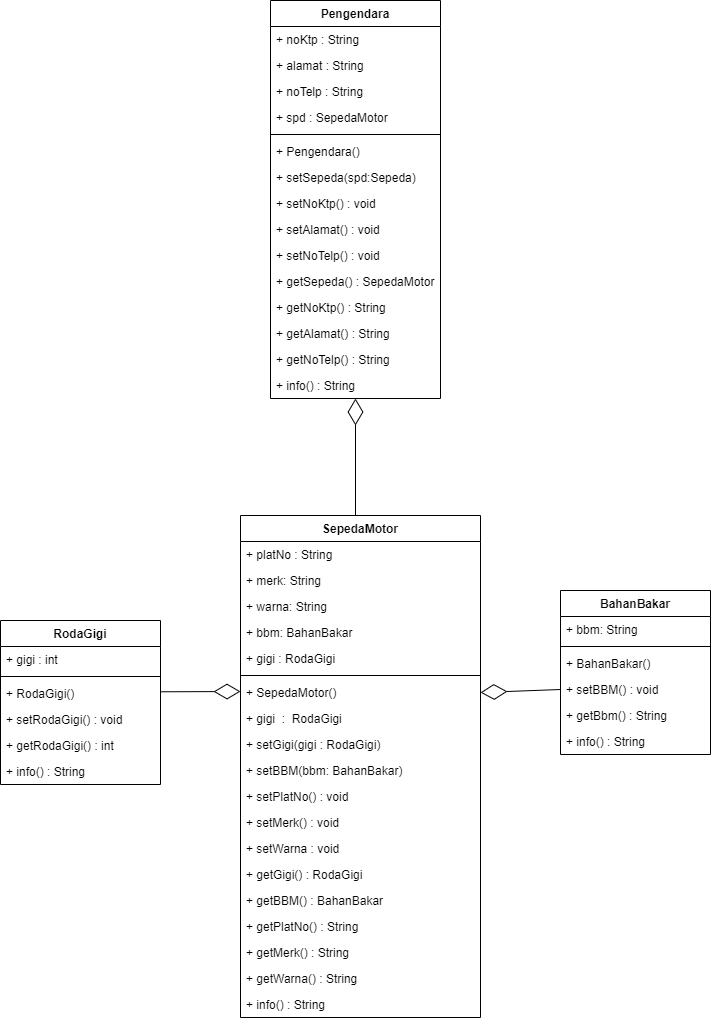 Pengendara
+ noKtp : String
+ alamat : String
+ noTelp : String
+ spd : SepedaMotor
+ Pengendara()
+ setSepeda(spd:Sepeda)
+ setNoKtp() : void
+ setAlamat() : void
+ setNoTelp() : void
+ getSepeda() : SepedaMotor
+ getNoKtp() : String
+ getAlamat() : String
+ getNoTelp() : String
+ info() : String
RodaGigi
+ gigi : int
+ RodaGigi()
+ setRodaGigi() : void
+ getRodaGigi() : int
+ info() : String
SepedaMotor
+ platNo : String
+ merk: String
+ warna: String
+ bbm: BahanBakar
+ gigi : RodaGigi
+ SepedaMotor()
+ gigi  :  RodaGigi
+ setGigi(gigi : RodaGigi)
+ setBBM(bbm: BahanBakar)
+ setPlatNo() : void
+ setMerk() : void
+ setWarna : void
+ getGigi() : RodaGigi
+ getBBM() : BahanBakar
+ getPlatNo() : String
+ getMerk() : String
+ getWarna() : String
+ info() : String
BahanBakar
+ bbm: String
+ BahanBakar()
+ setBBM() : void
+ getBbm() : String
+ info() : String